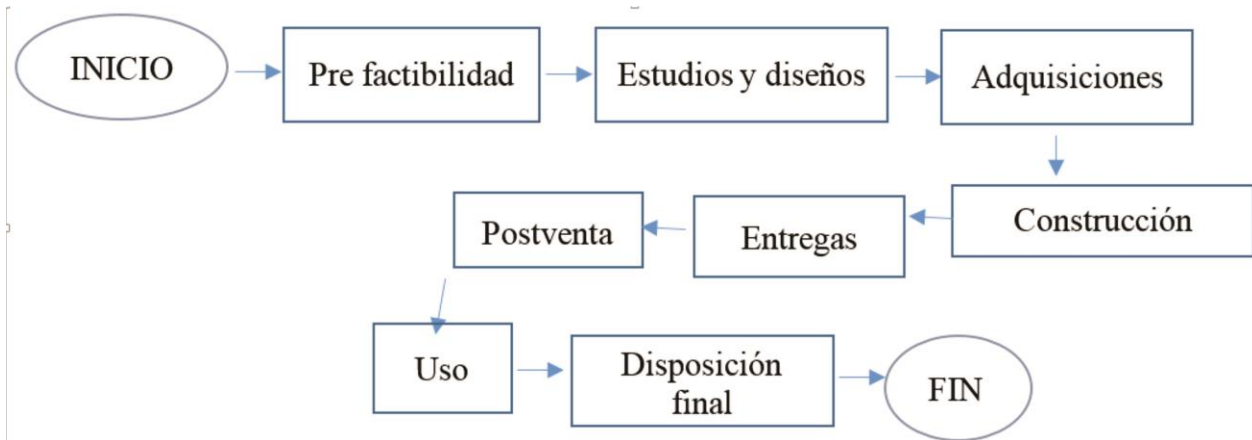 INICIO
Pre factibilidad
Estudios y diseños
Adquisiciones
Construcción
Entregas
Postventa
Uso
Disposición
final
FIN